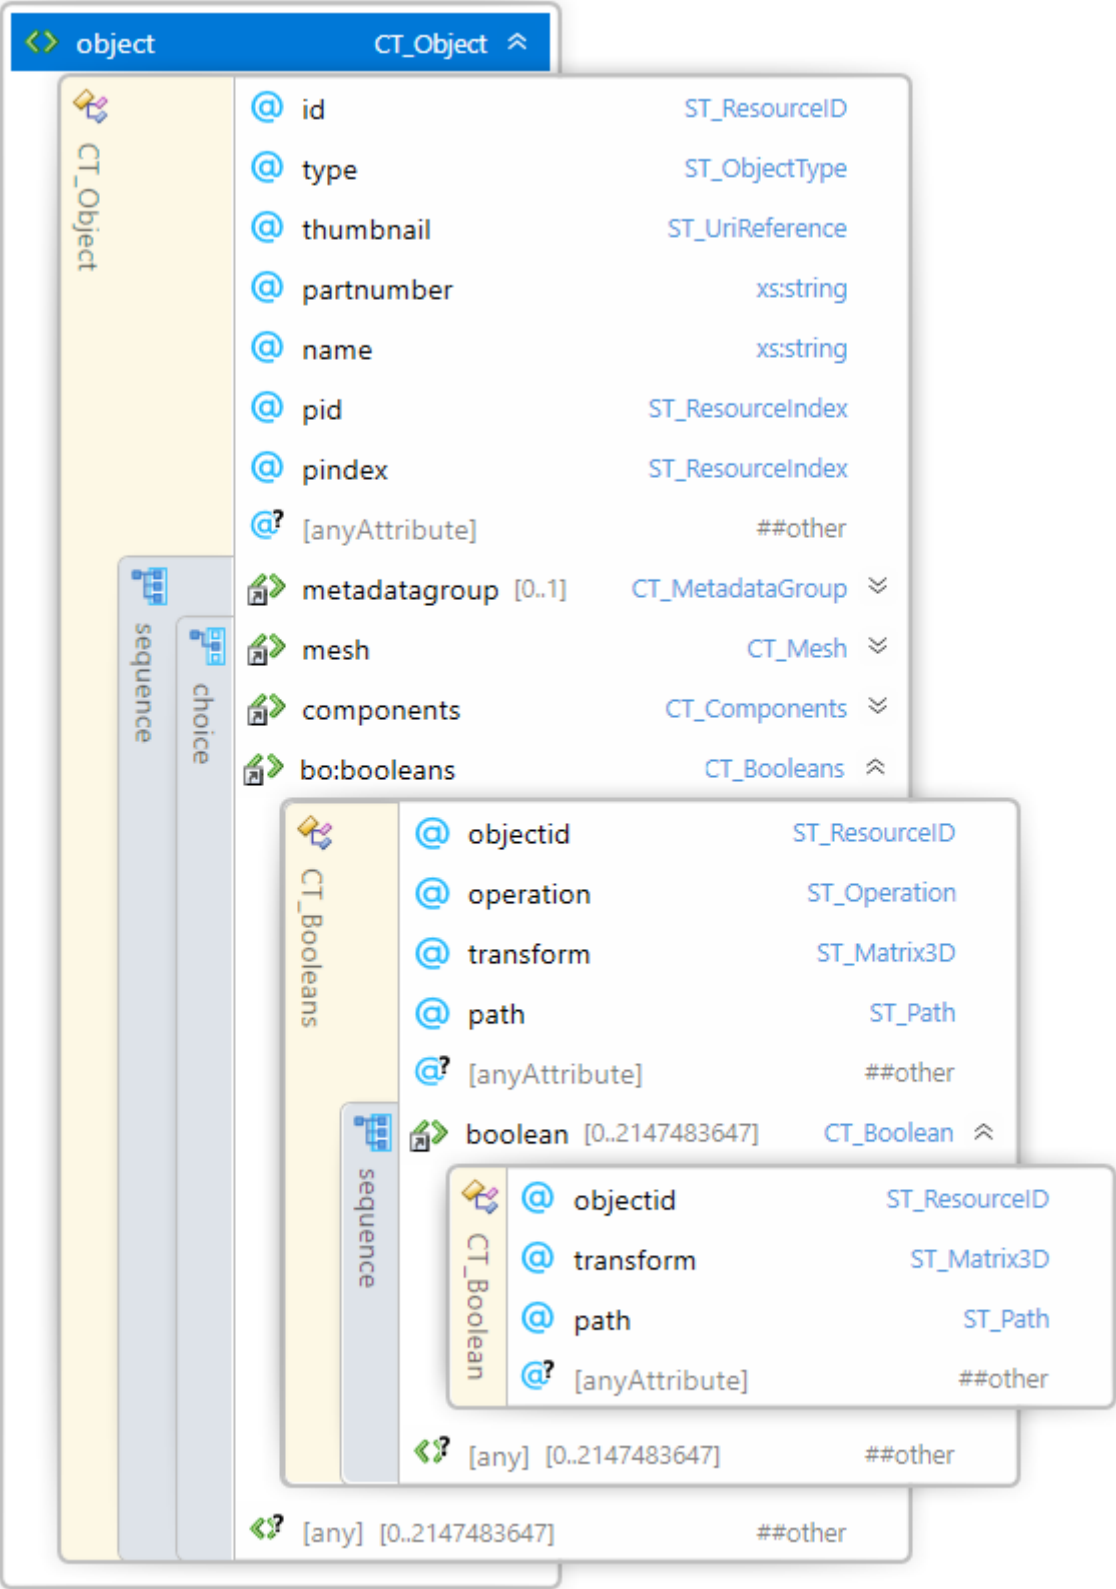 object CT_Object
CT_Object
@ id ST_ResourceID
@ type ST_ObjectType
@ thumbnail ST_UriReference
@ partnumber xs:string
@ name xs:string
@ pid ST_ResourceIndex
@ pindex ST_ResourceIndex
@? [anyAttribute] ##other
sequence
metadatagroup [0..1] CT_MetadataGroup
choice
mesh CT_Mesh
components CT_Components
bo:booleans CT_Booleans
CT_Booleans
@ objectid ST_ResourceID
@ operation ST_Operation
@ transform ST_Matrix3D
@ path ST_Path
@? [anyAttribute] ##other
sequence
boolean [0..2147483647] CT_Boolean
CT_Boolean
@ objectid ST_ResourceID
@ transform ST_Matrix3D
@ path ST_Path
@? [anyAttribute] ##other
<>? [any] [0..2147483647] ##other
<>? [any] [0..2147483647] ##other